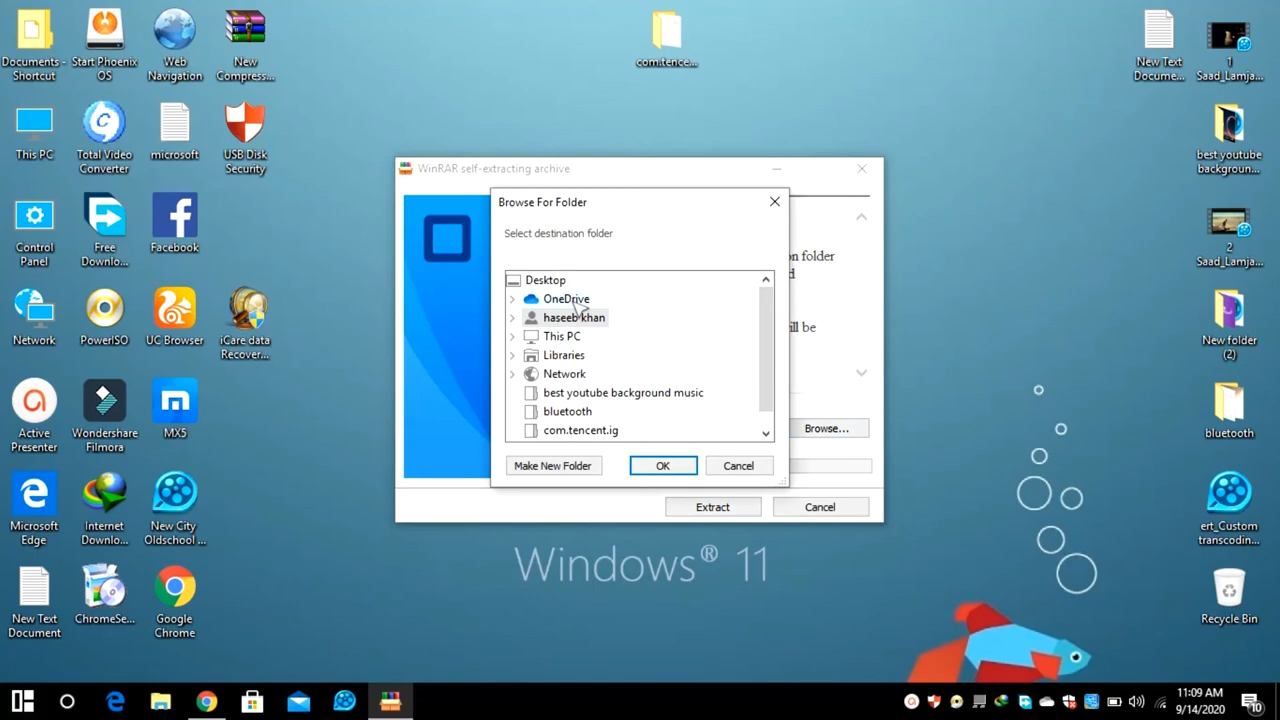 Documents -
Shortcut
Start Phoenix
OS
Web
Navigation
New
Compress...
com.tence...
New Text
Docume...
1
Saad_Lamja...
This PC
Total Video
Converter
microsoft
USB Disk
Security
best youtube
backgroun...
Control
Panel
Free
Downlo...
Facebook
2
Saad_Lamja...
Network
PowerISO
UC Browser
iCare data
Recover...
New folder
(2)
Active
Presenter
Wondershare
Filmora
MX5
bluetooth
Microsoft
Edge
Internet
Downlo...
New City
Oldschool ...
ert_Custom
transcodin...
New Text
Document
ChromeSe...
Google
Chrome
Recycle Bin
WinRAR self-extracting archive
on folder
will be
Browse...
Extract
Cancel
Browse For Folder
Select destination folder
Desktop
OneDrive
haseeb khan
This PC
Libraries
Network
best youtube background music
bluetooth
com.tencent.ig
Make New Folder
OK
Cancel
Windows® 11
11:09 AM
9/14/2020
10